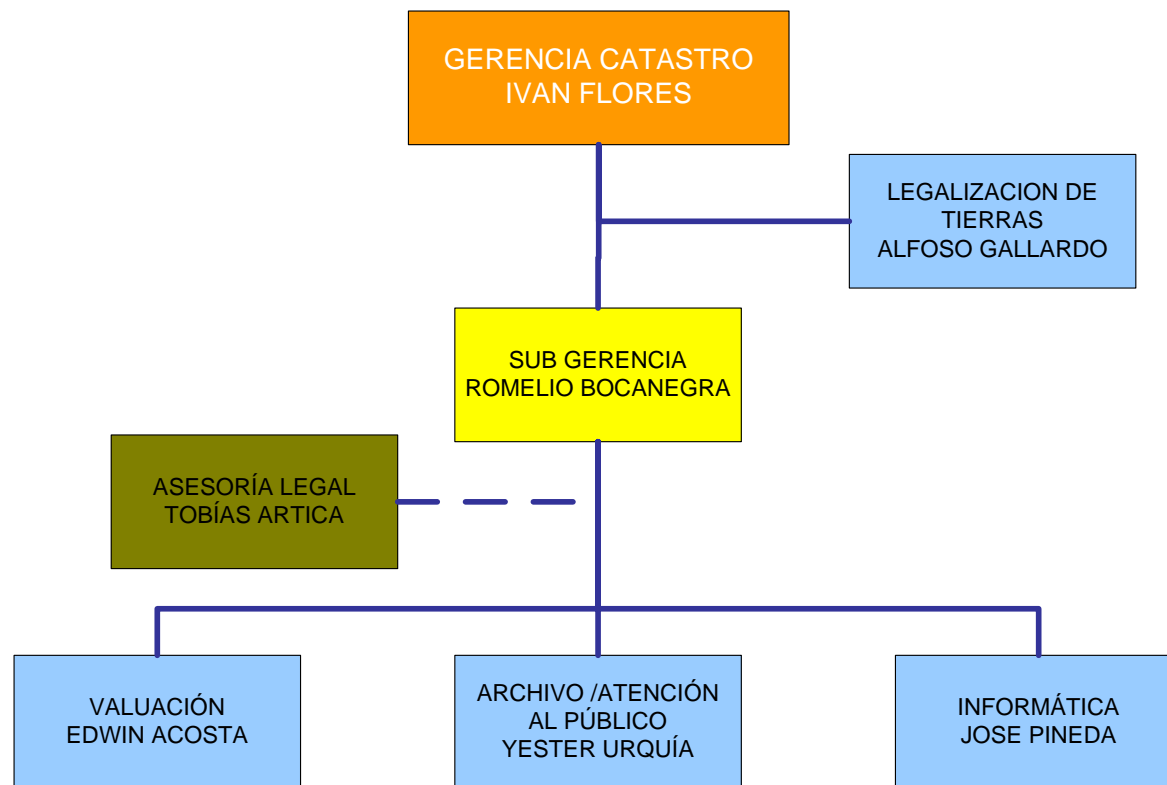 GERENCIA CATASTRO
IVAN FLORES
LEGALIZACION DE
TIERRAS
ALFOSO GALLARDO
SUB GERENCIA
ROMELIO BOCANEGRA
ASESORÍA LEGAL
TOBÍAS ARTICA
VALUACIÓN
EDWIN ACOSTA
ARCHIVO /ATENCIÓN
AL PÚBLICO
YESTER URQUÍA
INFORMÁTICA
JOSE PINEDA